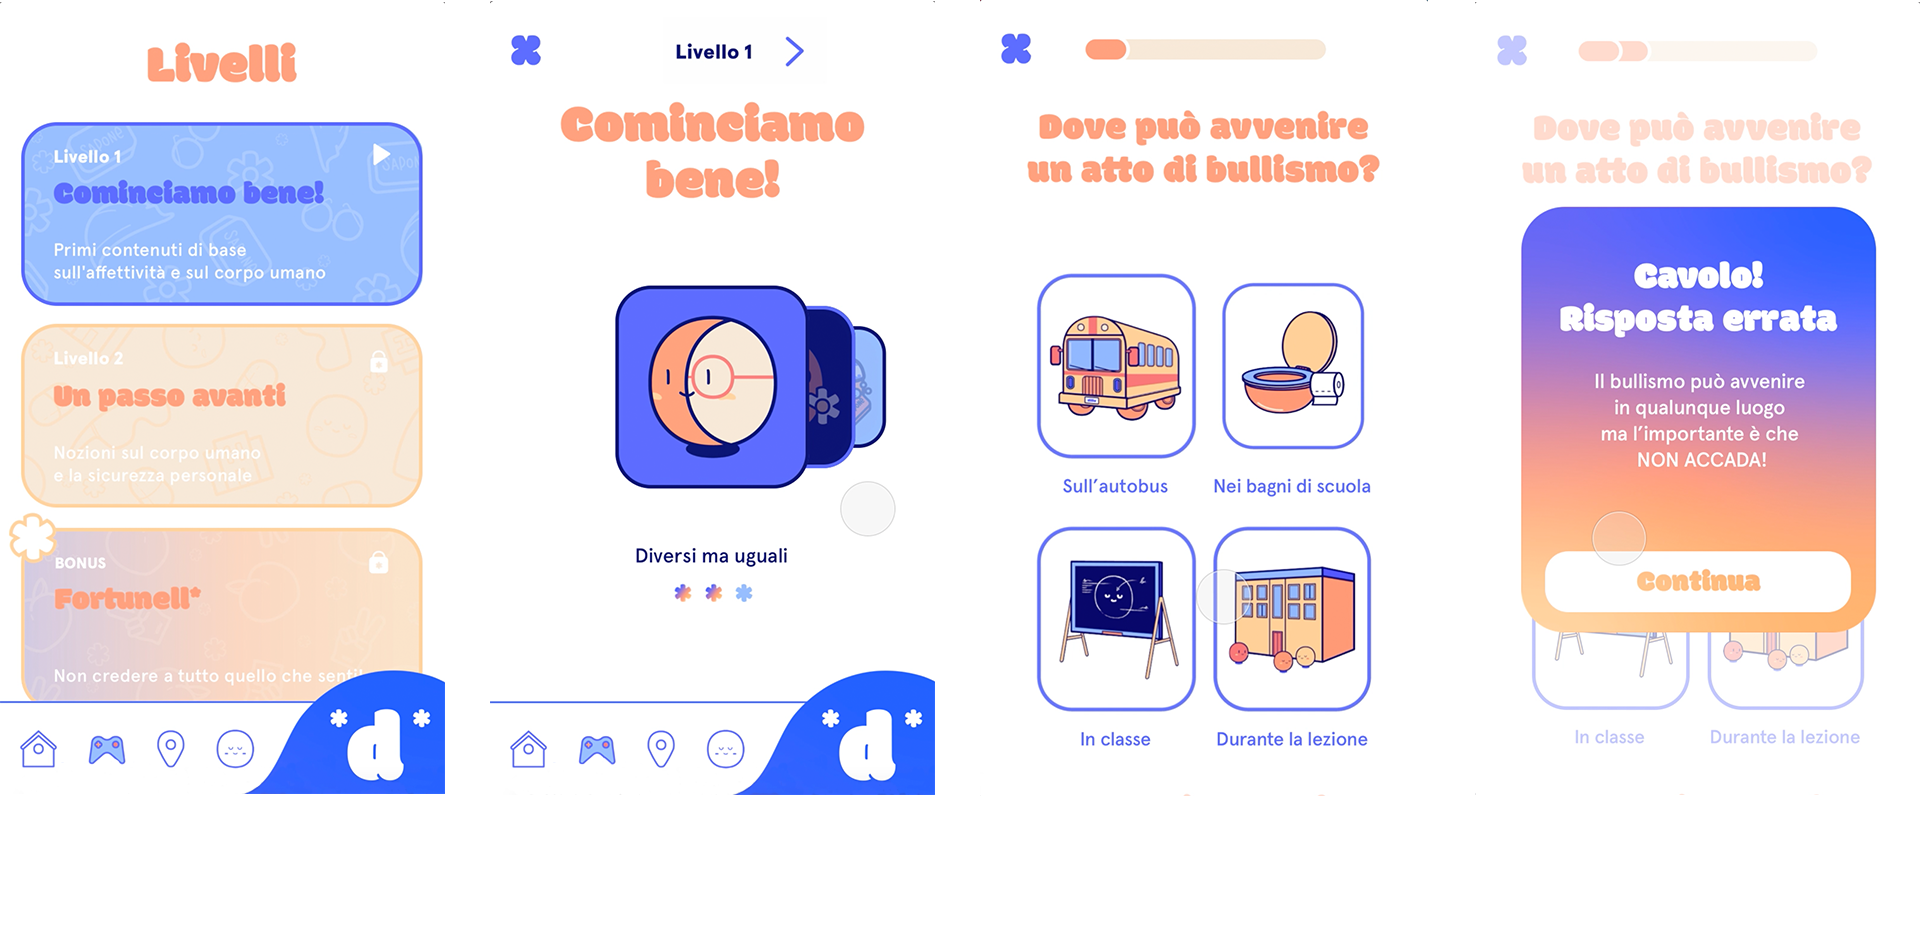 Livelli
Livello 1
Cominciamo bene!
Primi contenuti di base
sull'affettività e sul corpo umano
Livello 2
Un passo avanti
Nozioni sul corpo umano
e la sicurezza personale
BONUS
Fortunell*
Non credere a tutto quello che senti!
*d*
Livello 1
Cominciamo
bene!
Diversi ma uguali
*d*
Dove può avvenire
un atto di bullismo?
Sull’autobus
Nei bagni di scuola
In classe
Durante la lezione
Dove può avvenire
un atto di bullismo?
Cavolo!
Risposta errata
Il bullismo può avvenire
in qualunque luogo
ma l’importante è che
NON ACCADA!
Continua
In classe
Durante la lezione